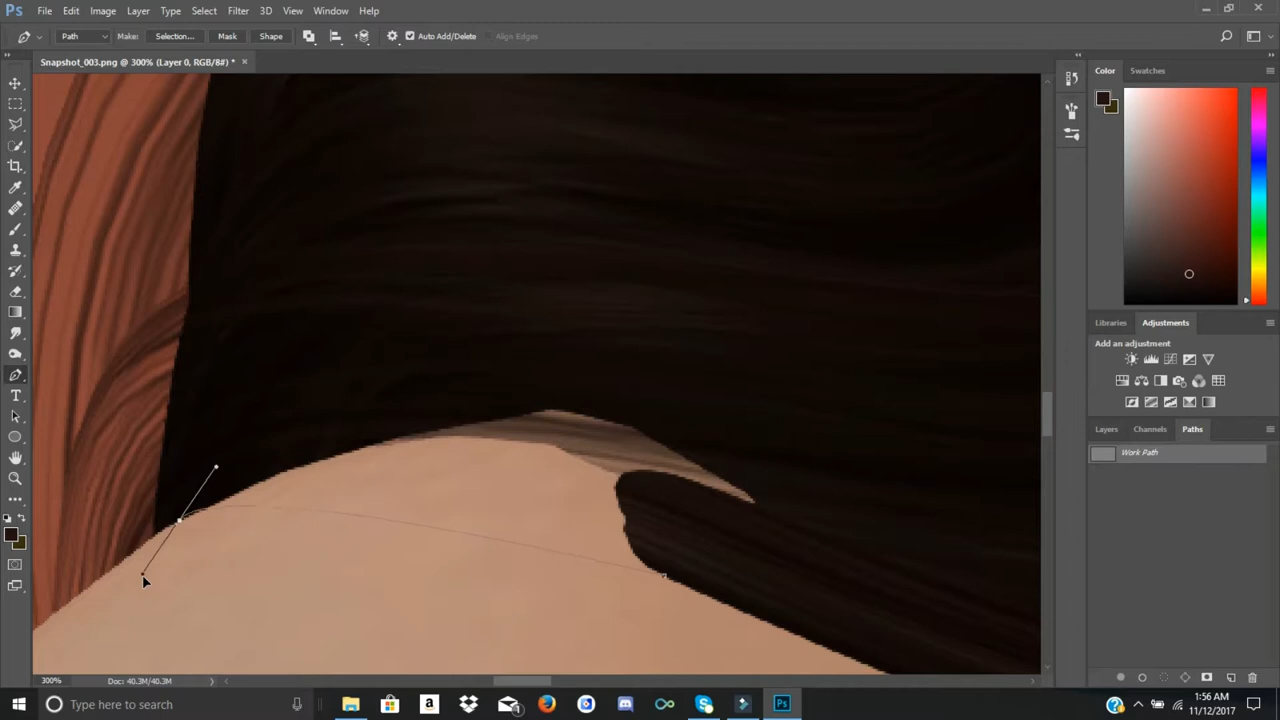 Ps File Edit Image Layer Type Select Filter 3D View Window Help
Path Make: Selection... Mask Shape Auto Add/Delete Align Edges
Snapshot_003.png @ 300% (Layer 0, RGB/8#) *
Color Swatches
Libraries Adjustments
Add an adjustment
Layers Channels Paths
Work Path
300% Doc: 40.3M/40.3M
Type here to search
1:56 AM
11/12/2017